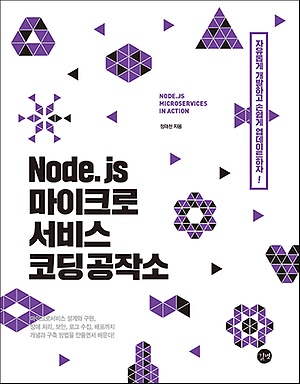 자유롭게 개발하고 손쉽게 업데이트하자!
NODE.JS
MICROSERVICES
IN ACTION
정대천 지음
Node.js
마이크로
서비스
코딩 공작소
마이크로서비스 설계와 구현,
장애 처리, 보안, 로그 수집, 배포까지
개념과 구축 방법을 만들면서 배운다!
길벗